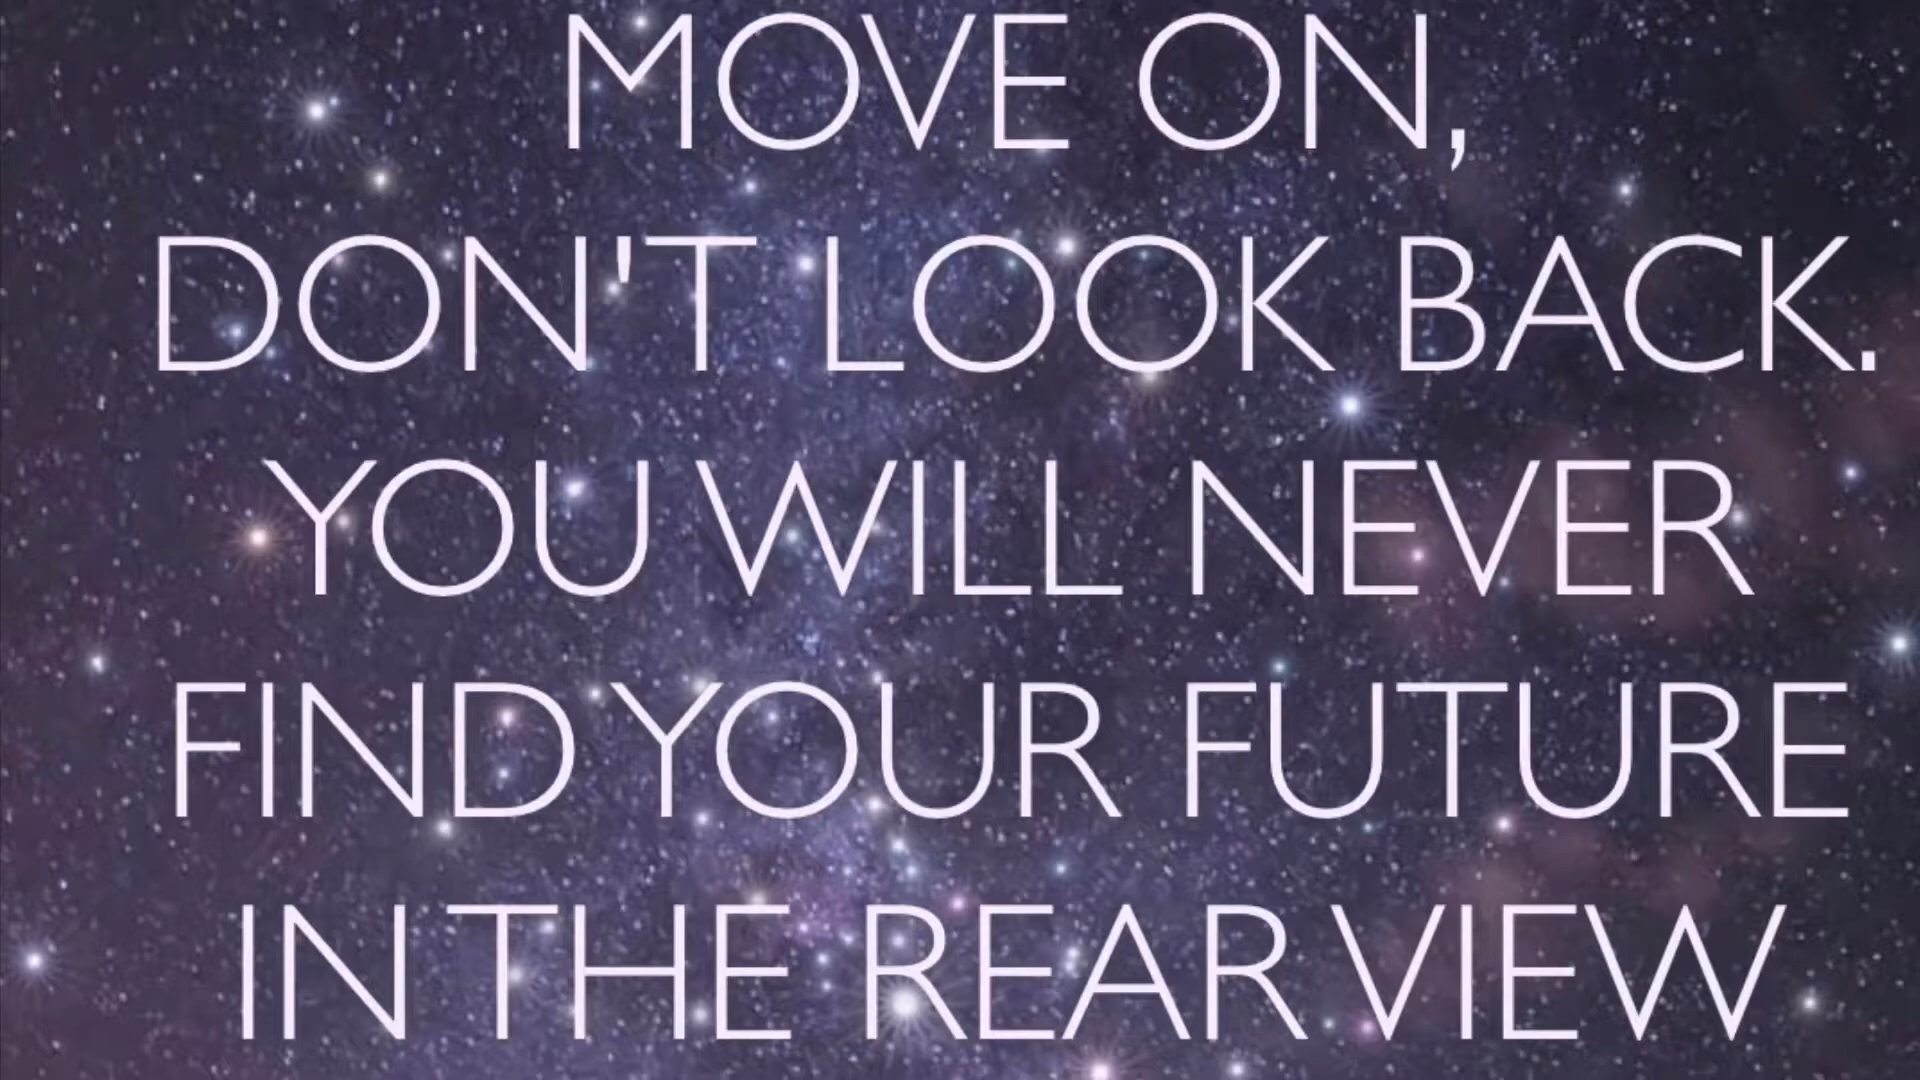 MOVE ON,
DON'T LOOK BACK.
YOU WILL NEVER
FIND YOUR FUTURE
IN THE REAR VIEW